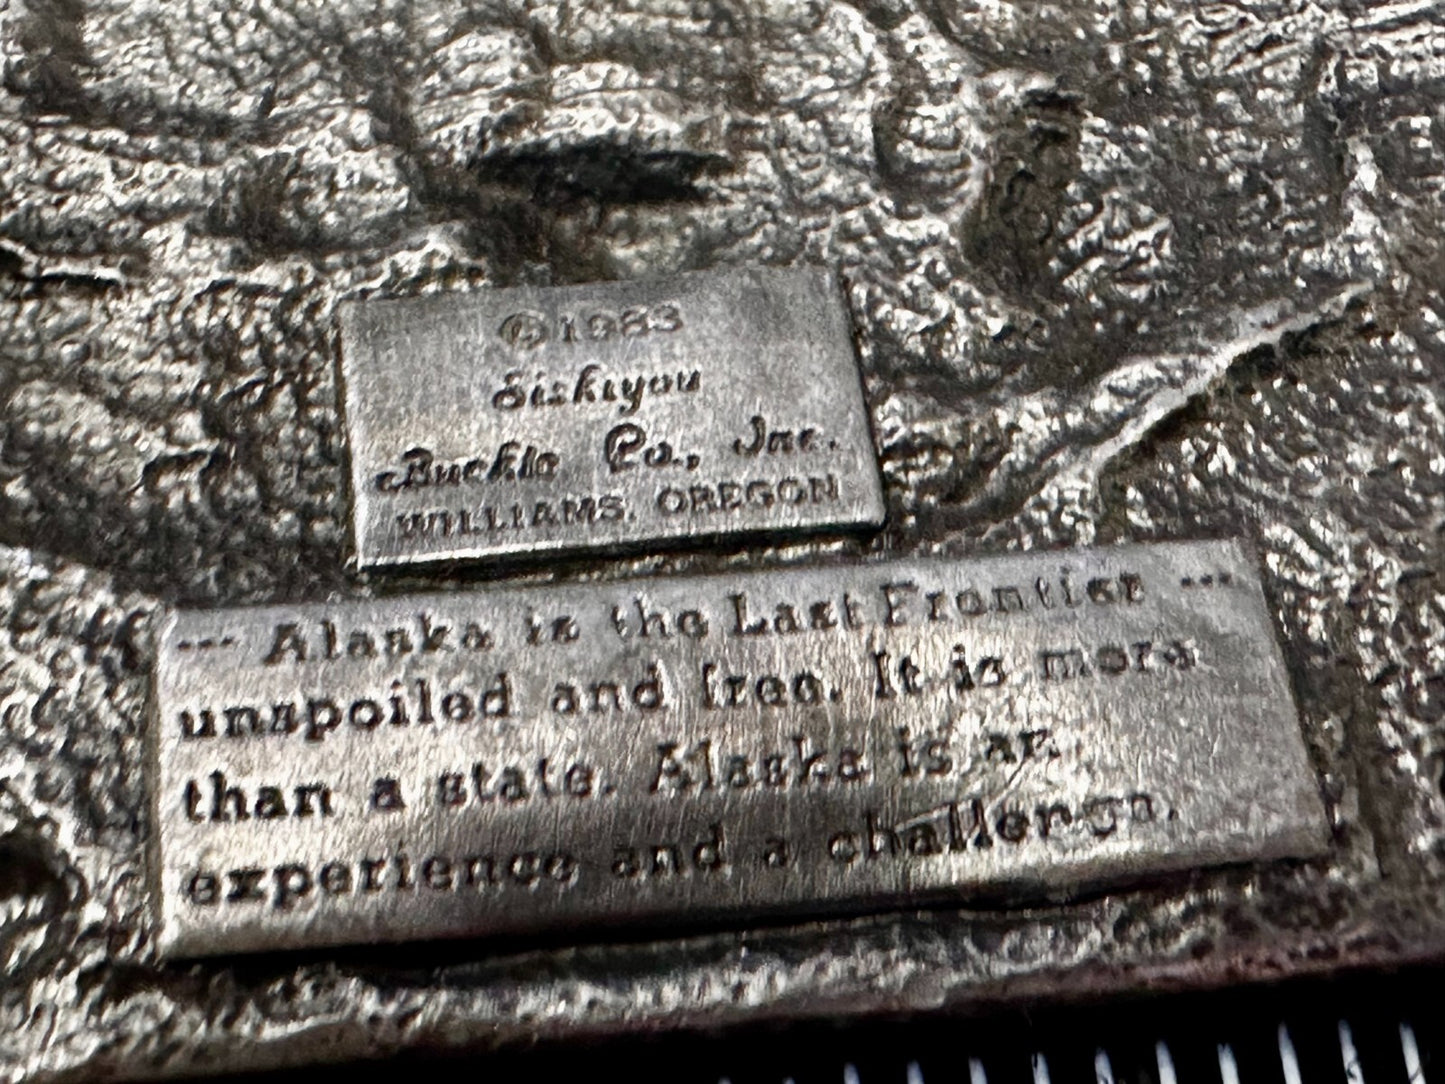 ©1983
Siskiyou
Buckle Co., Inc.
WILLIAMS, OREGON
--- Alaska is the Last Frontier ---
unspoiled and free. It is more
than a state. Alaska is an
experience and a challenge.